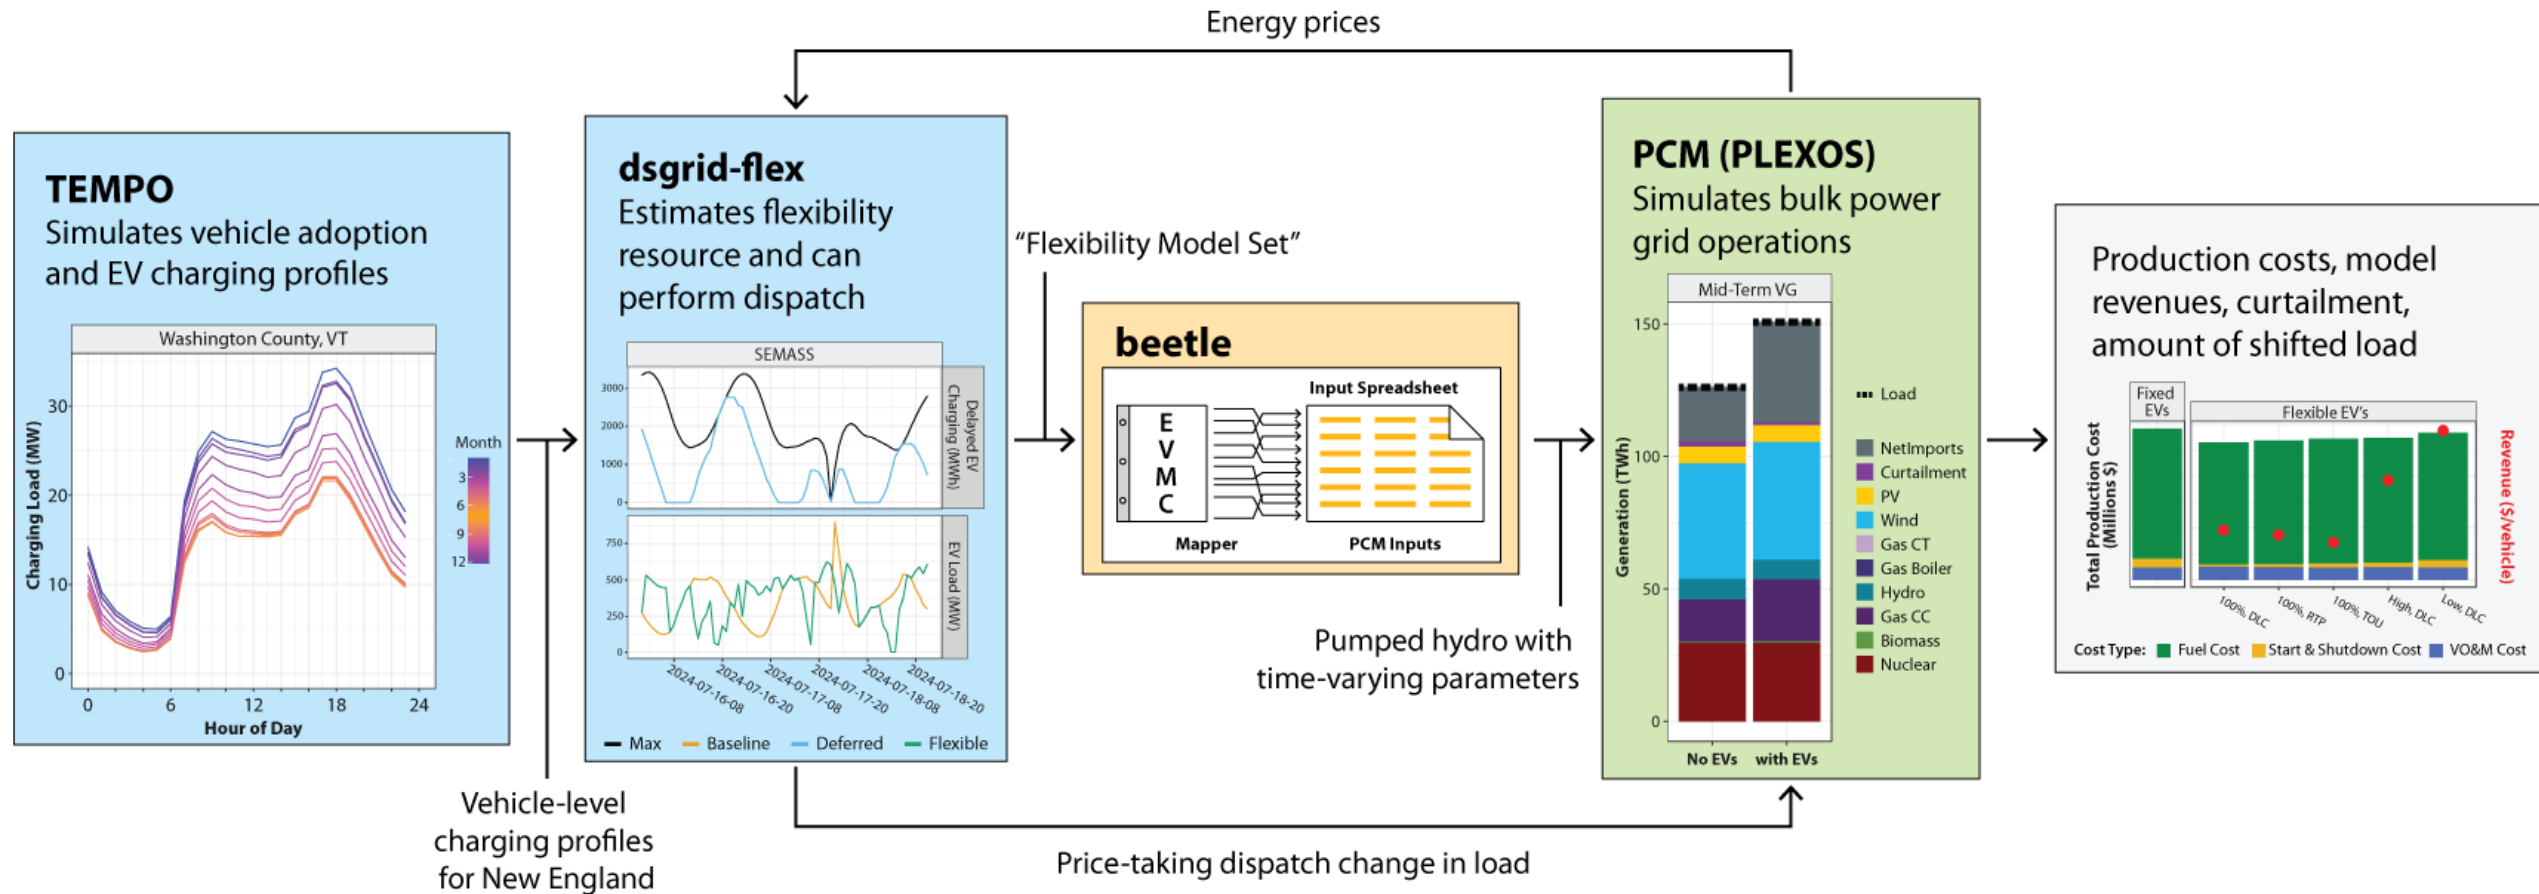 Energy prices
TEMPO
Simulates vehicle adoption
and EV charging profiles
Washington County, VT
Charging Load (MW)
30
20
10
0
0 6 12 18 24
Hour of Day
Month
3
6
9
12
Vehicle-level
charging profiles
for New England
dsgrid-flex
Estimates flexibility
resource and can
perform dispatch
SEMASS
3000
2000
1000
0
Delayed EV
Charging (MWh)
750
500
250
0
EV Load (MW)
2024-07-16-08
2024-07-16-20
2024-07-17-08
2024-07-17-20
2024-07-18-08
2024-07-18-20
Max Baseline Deferred Flexible
"Flexibility Model Set"
beetle
Input Spreadsheet
E
V
M
C
Mapper
PCM Inputs
Pumped hydro with
time-varying parameters
Price-taking dispatch change in load
PCM (PLEXOS)
Simulates bulk power
grid operations
Mid-Term VG
Generation (TWh)
150
100
50
0
No EVs with EVs
Load
NetImports
Curtailment
PV
Wind
Gas CT
Gas Boiler
Hydro
Gas CC
Biomass
Nuclear
Production costs, model
revenues, curtailment,
amount of shifted load
Fixed
EVs
Flexible EV's
Total Production Cost
(Millions $)
Revenue ($/vehicle)
100%, DLC
100%, RTP
100%, TOU
High, DLC
Low, DLC
Cost Type: Fuel Cost Start & Shutdown Cost VO&M Cost